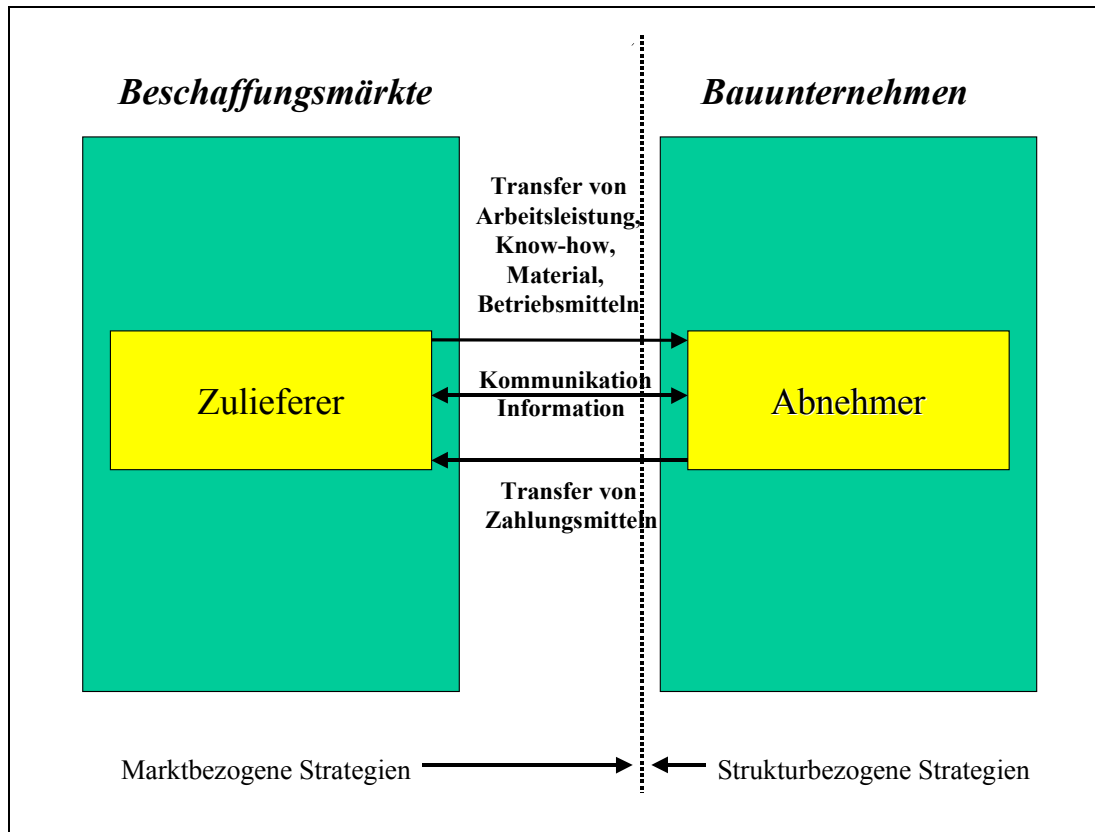 Beschaffungsmärkte
Bauunternehmen
Transfer von
Arbeitsleistung,
Know-how,
Material,
Betriebsmitteln
Zulieferer
Kommunikation
Information
Abnehmer
Transfer von
Zahlungsmitteln
Marktbezogene Strategien
Strukturbezogene Strategien